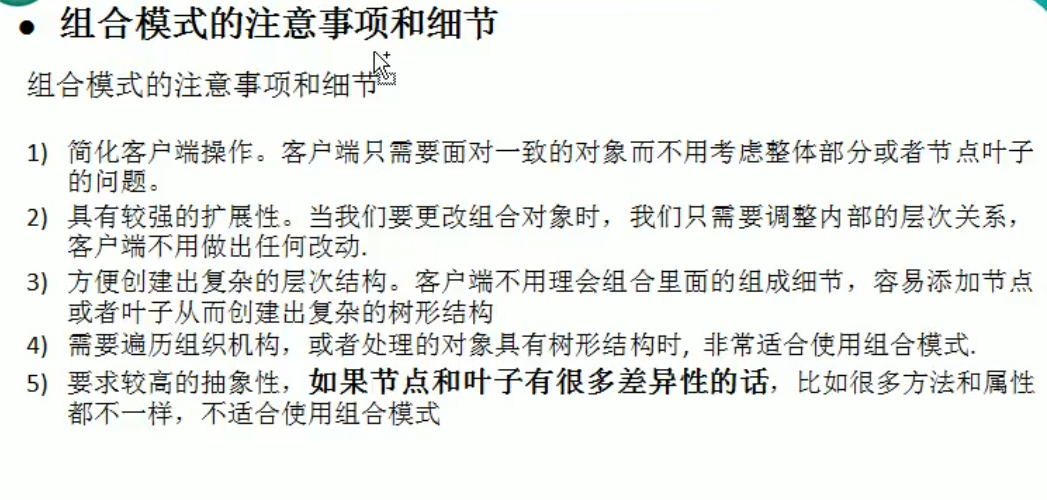 ● 组合模式的注意事项和细节
组合模式的注意事项和细节
1) 简化客户端操作。客户端只需要面对一致的对象而不用考虑整体部分或者节点叶子
的问题。
2) 具有较强的扩展性。当我们要更改组合对象时，我们只需要调整内部的层次关系，
客户端不用做出任何改动.
3) 方便创建出复杂的层次结构。客户端不用理会组合里面的组成细节，容易添加节点
或者叶子从而创建出复杂的树形结构
4) 需要遍历组织机构，或者处理的对象具有树形结构时, 非常适合使用组合模式.
5) 要求较高的抽象性，如果节点和叶子有很多差异性的话，比如很多方法和属性
都不一样，不适合使用组合模式